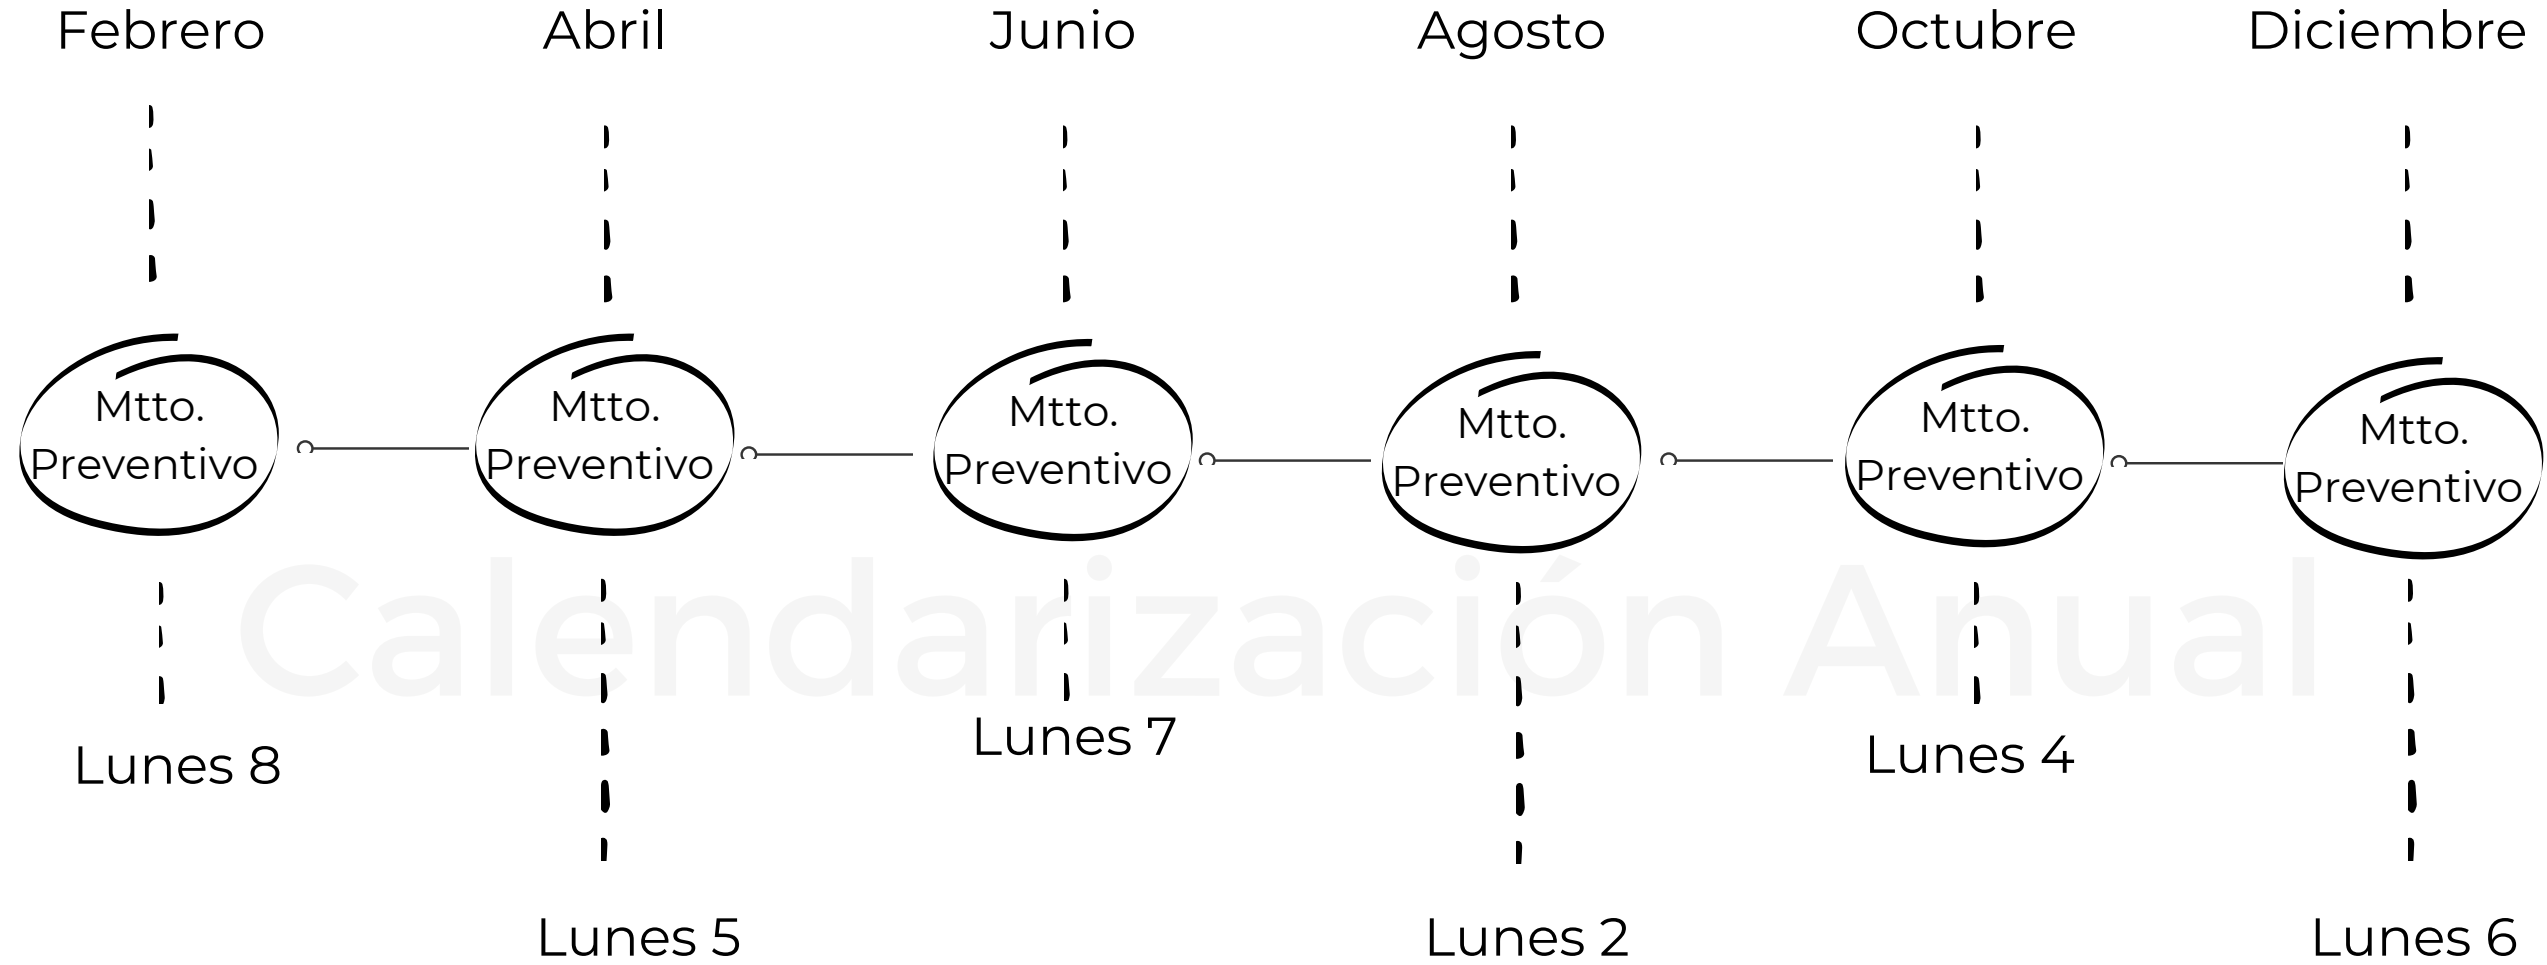 Febrero
Abril
Junio
Agosto
Octubre
Diciembre
Mtto.
Preventivo
Mtto.
Preventivo
Mtto.
Preventivo
Mtto.
Preventivo
Mtto.
Preventivo
Mtto.
Preventivo
Calendarización Anual
Lunes 8
Lunes 5
Lunes 7
Lunes 2
Lunes 4
Lunes 6